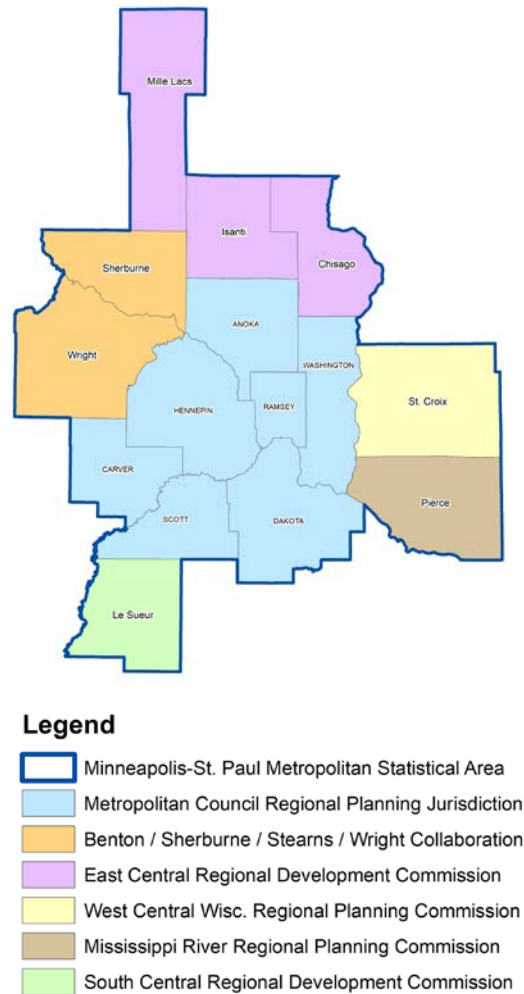 Mille Lacs
Isanti
Sherburne
Chisago
ANOKA
WASHINGTON
Wright
St. Croix
HENNEPIN
RAMSEY
CARVER
Pierce
SCOTT
DAKOTA
Le Sueur
Legend
Minneapolis-St. Paul Metropolitan Statistical Area
Metropolitan Council Regional Planning Jurisdiction
Benton / Sherburne / Stearns / Wright Collaboration
East Central Regional Development Commission
West Central Wisc. Regional Planning Commission
Mississippi River Regional Planning Commission
South Central Regional Development Commission